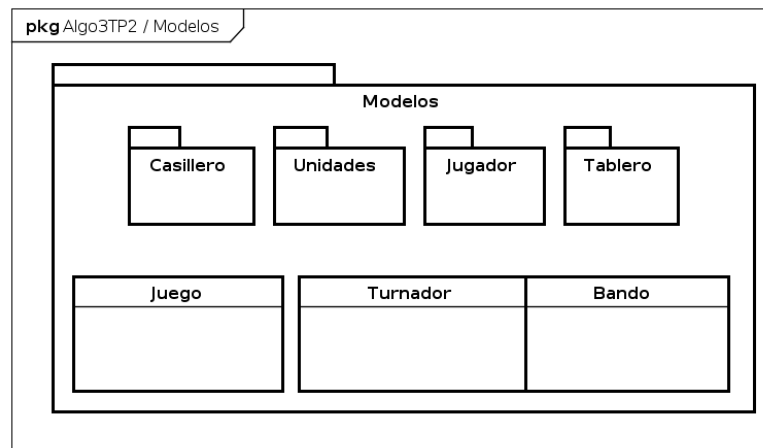 pkg Algo3TP2 / Modelos
Modelos
Casillero Unidades Jugador Tablero
Juego Turnador Bando